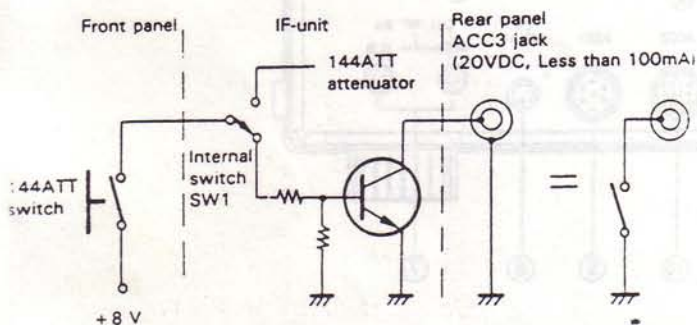 Front panel
IF-unit
Rear panel
ACC3 jack
(20VDC, Less than 100mA)
144ATT
attenuator
Internal
switch
SW1
:44ATT
switch
=
+8 V